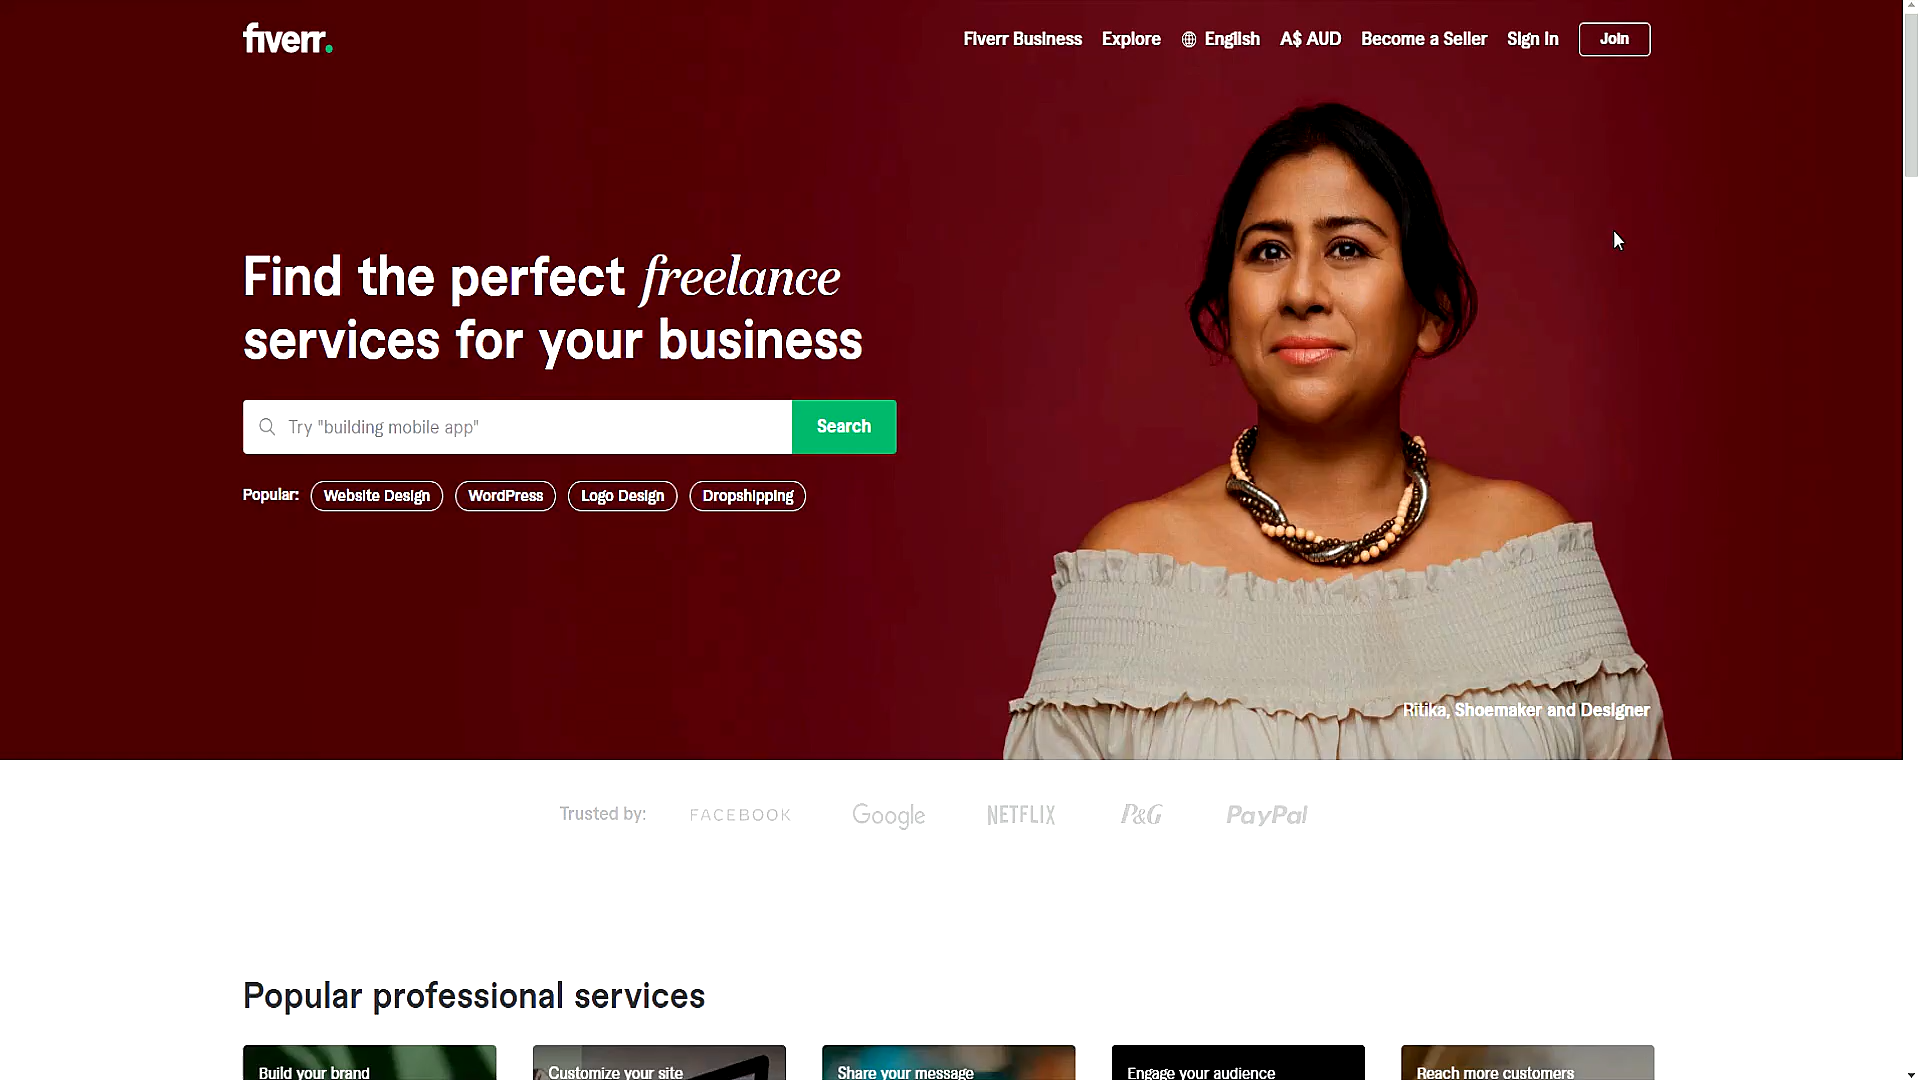 fiverr.
Fiverr Business Explore English A$ AUD Become a Seller Sign In Join
Find the perfect freelance
services for your business
Try "building mobile app" Search
Popular: Website Design WordPress Logo Design Dropshipping
Ritika, Shoemaker and Designer
Trusted by: FACEBOOK Google NETFLIX P&G PayPal
Popular professional services
Build your brand Customize your site Share your message Engage your audience Reach more customers